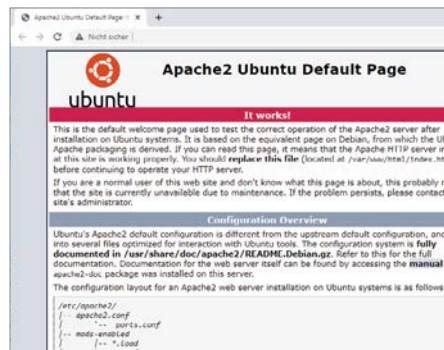 Apache2 Ubuntu Default Page: I
Nicht sicher
Apache2 Ubuntu Default Page
ubuntu
It works!
This is the default welcome page used to test the correct operation of the Apache2 server after
installation on Ubuntu systems. It is based on the equivalent page on Debian, from which the U
Apache packaging is derived. If you can read this page, it means that the Apache HTTP server in
at this site is working properly. You should replace this file (located at /var/www/html/index.ht
before continuing to operate your HTTP server.
If you are a normal user of this web site and don't know what this page is about, this probably m
that the site is currently unavailable due to maintenance. If the problem persists, please contact
site's administrator.
Configuration Overview
Ubuntu's Apache2 default configuration is different from the upstream default configuration, and
into several files optimized for interaction with Ubuntu tools. The configuration system is fully
documented in /usr/share/doc/apache2/README.Debian.gz. Refer to this for the full
documentation. Documentation for the web server itself can be found by accessing the manual
apache2-doc package was installed on this server.
The configuration layout for an Apache2 web server installation on Ubuntu systems is as follows
/etc/apache2/
|-- apache2.conf
|   `-- ports.conf
|-- mods-enabled
|   |-- *.load